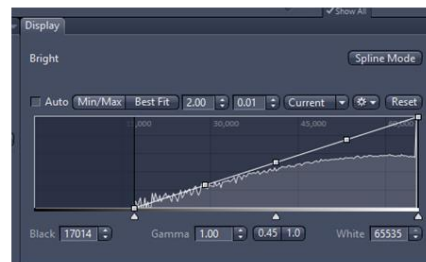 Show All
Display
Bright
Spline Mode
Auto Min/Max Best Fit 2.00 0.01 Current Reset
30,000 45,000
Black 17014 Gamma 1.00 0.45 1.0 White 65535